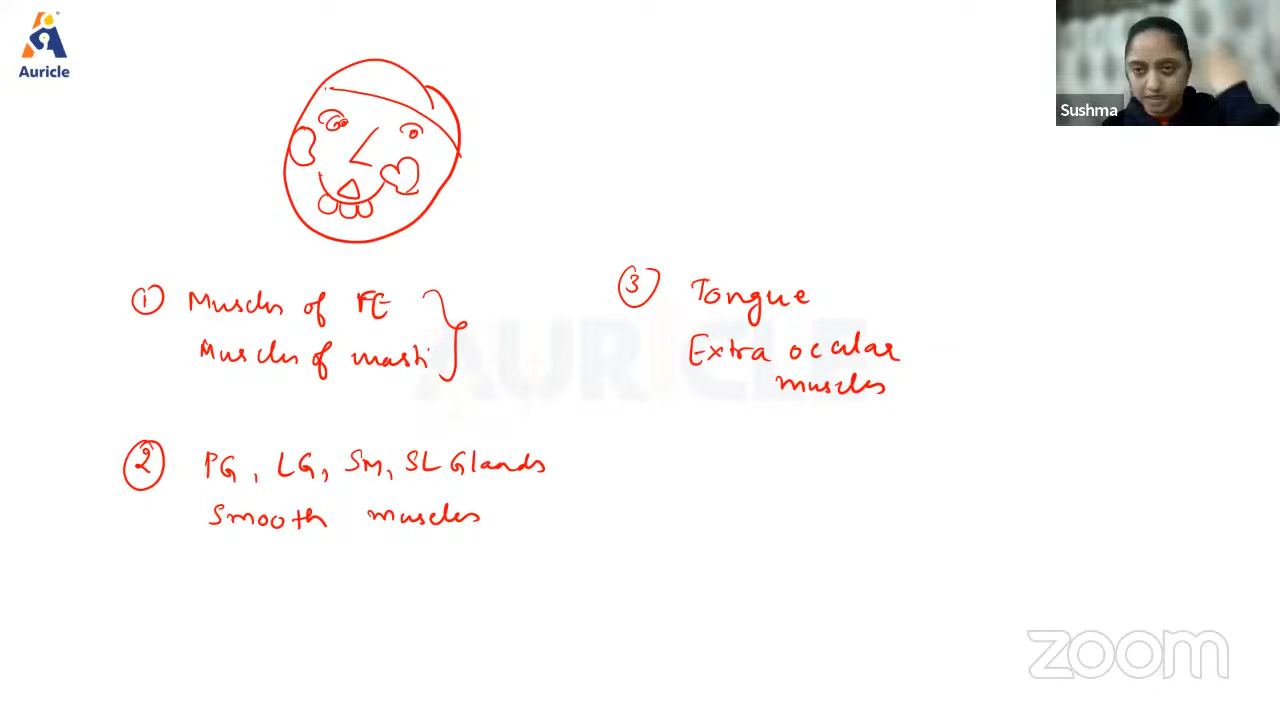 Auricle
Sushma
① Muscles of FE
Muscles of masti
② PG, LG, SM, SL Glands
Smooth muscles
③ Tongue
Extra ocular
muscles
AURICLE
zoom